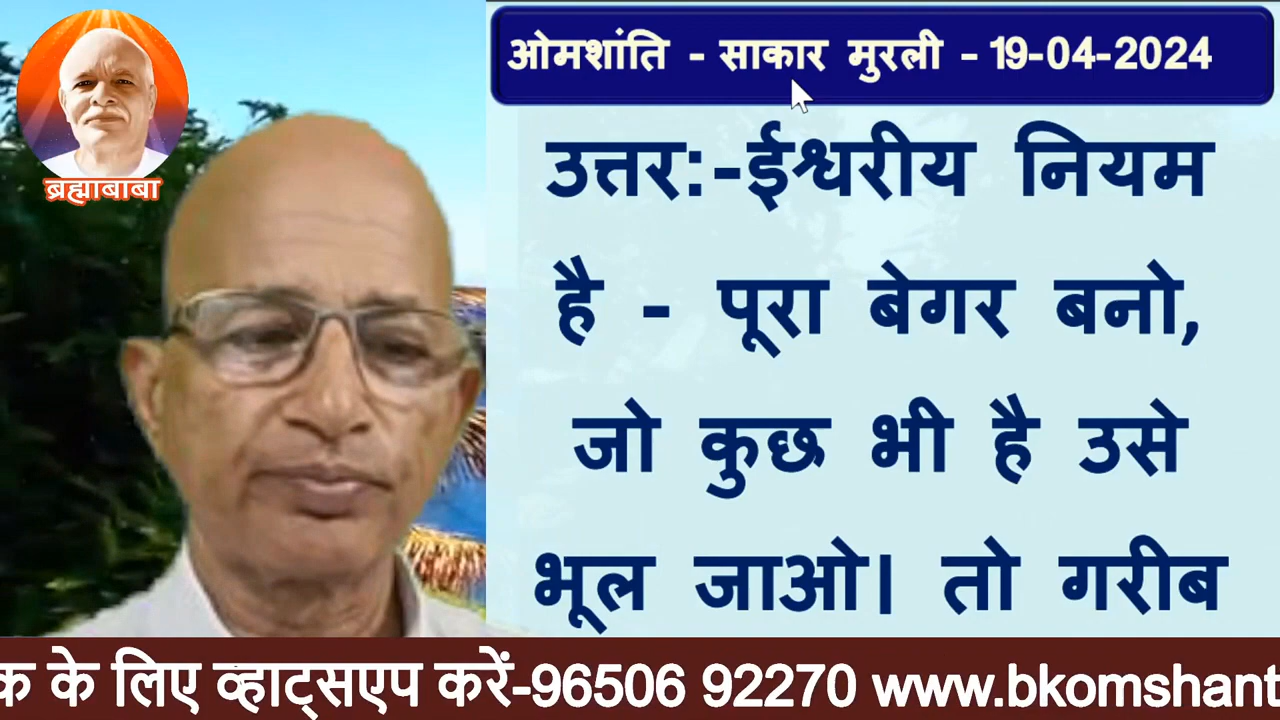 ओमशांति - साकार मुरली - 19-04-2024
ब्रह्माबाबा
उत्तर:-ईश्वरीय नियम
है - पूरा बेगर बनो,
जो कुछ भी है उसे
भूल जाओ। तो गरीब
क के लिए व्हाट्सएप करें-96506 92270 www.bkomshant